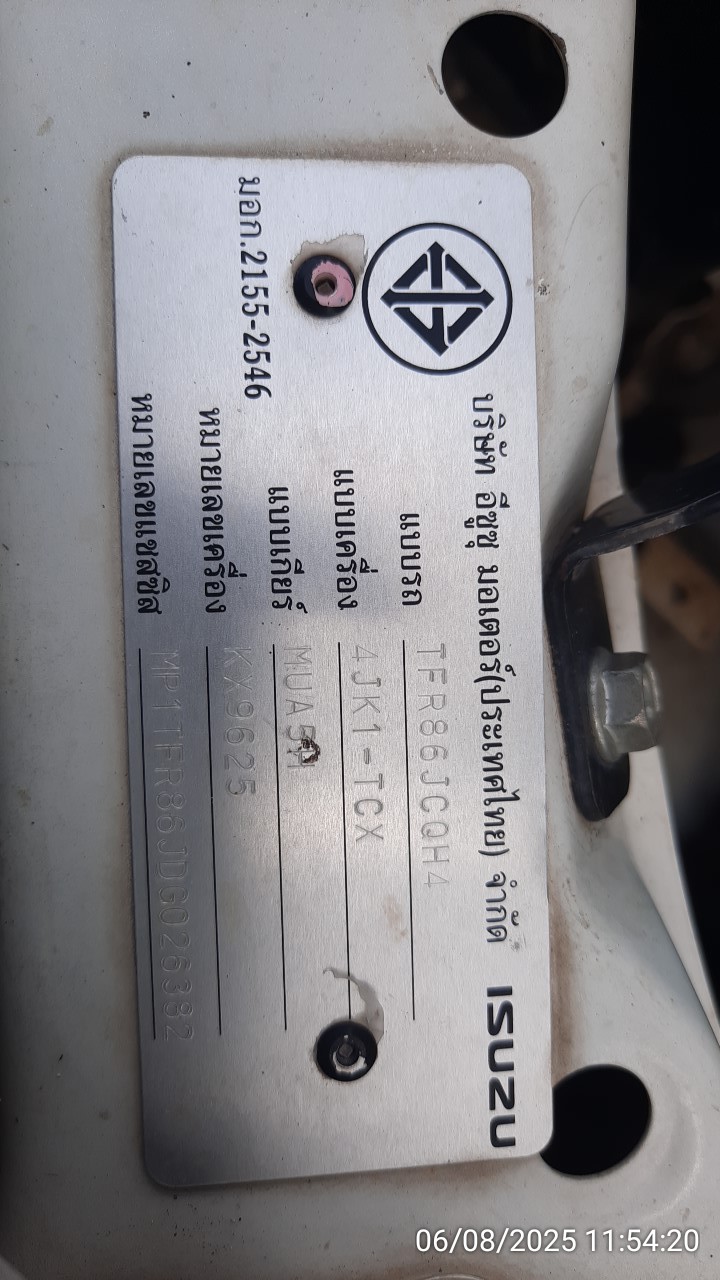 บริษัท อีซูซุ มอเตอร์(ประเทศไทย) จำกัด ISUZU
แบบรถ TFR86JCQH4
แบบเครื่อง 4JK1-TCX
แบบเกียร์ MUA5H
หมายเลขเครื่อง KX9625
หมายเลขแชสซิส MP1TFR86JDG026382
มอก.2155-2546
06/08/2025 11:54:20